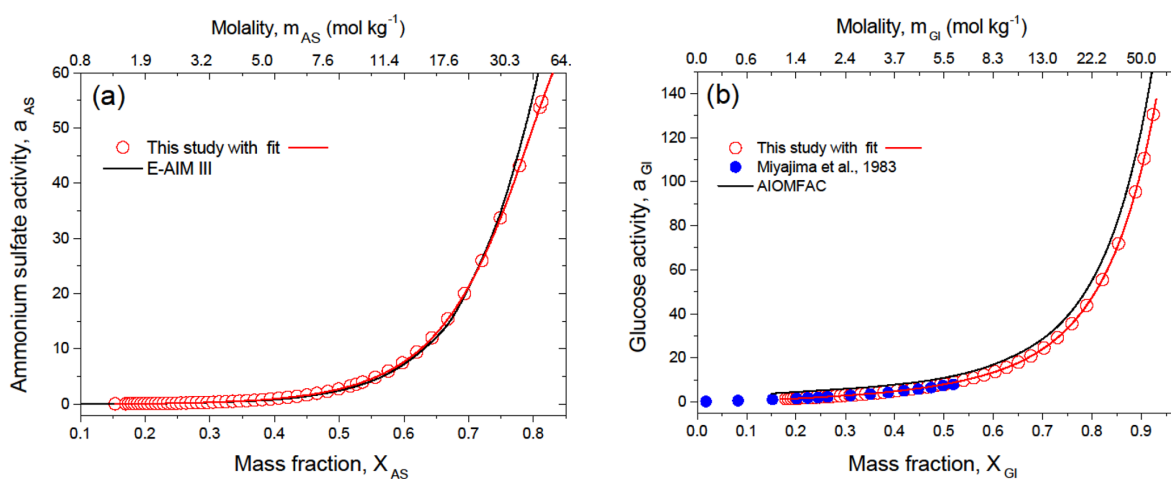 Molality, m_AS (mol kg⁻¹)
0.8 1.9 3.2 5.0 7.6 11.4 17.6 30.3 64.
60
50
40
30
20
10
0
Ammonium sulfate activity, a_AS
(a)
This study with fit
E-AIM III
0.1 0.2 0.3 0.4 0.5 0.6 0.7 0.8
Mass fraction, X_AS
Molality, m_GI (mol kg⁻¹)
0.0 0.6 1.4 2.4 3.7 5.5 8.3 13.0 22.2 50.0
140
120
100
80
60
40
20
0
Glucose activity, a_GI
(b)
This study with fit
Miyajima et al., 1983
AIOMFAC
0.0 0.1 0.2 0.3 0.4 0.5 0.6 0.7 0.8 0.9
Mass fraction, X_GI